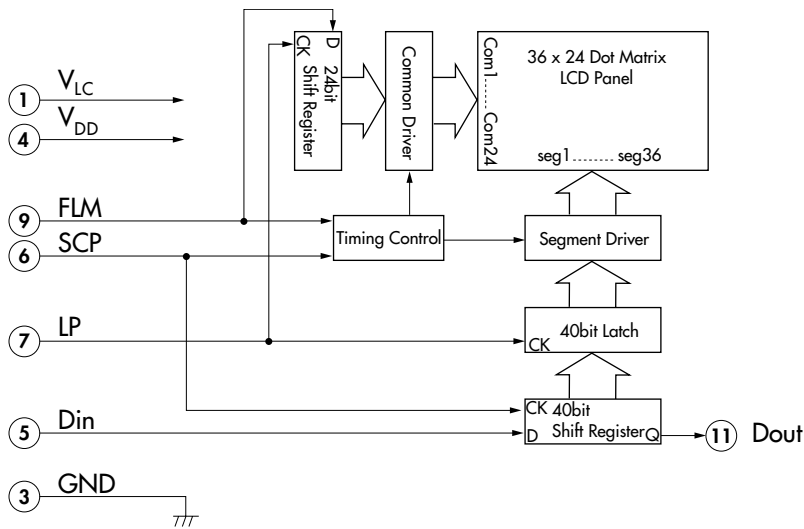 D
CK
24bit
Shift Register
Common Driver
Com1........Com24
36 x 24 Dot Matrix
LCD Panel
seg1......... seg36
1 VLC
4 VDD
9 FLM
Timing Control
Segment Driver
6 SCP
7 LP
40bit Latch
CK
CK 40bit
5 Din
D Shift Register Q
11 Dout
3 GND